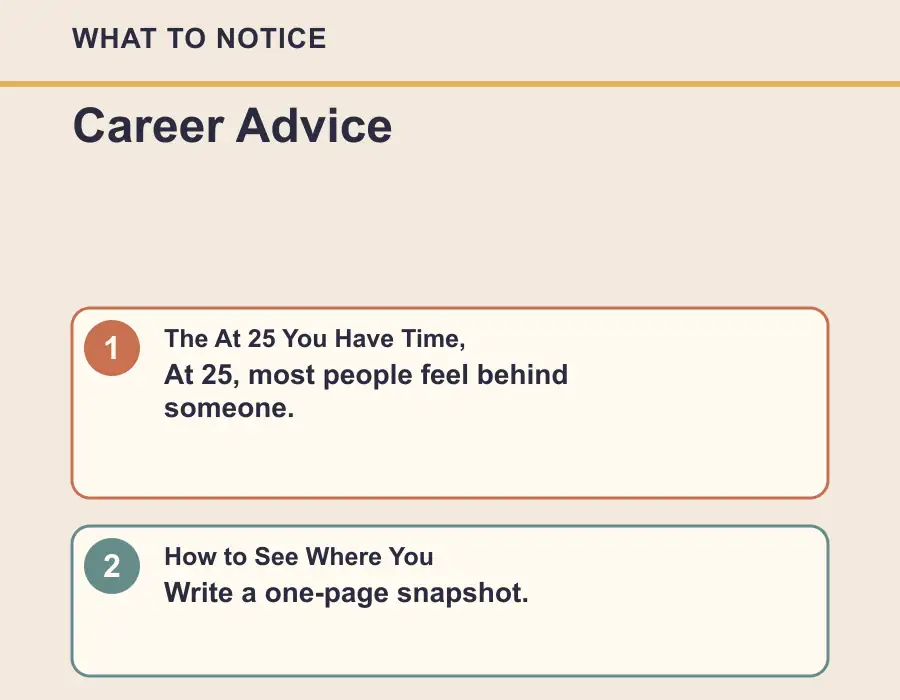 WHAT TO NOTICE
Career Advice
1
The At 25 You Have Time,
At 25, most people feel behind
someone.
2
How to See Where You
Write a one-page snapshot.